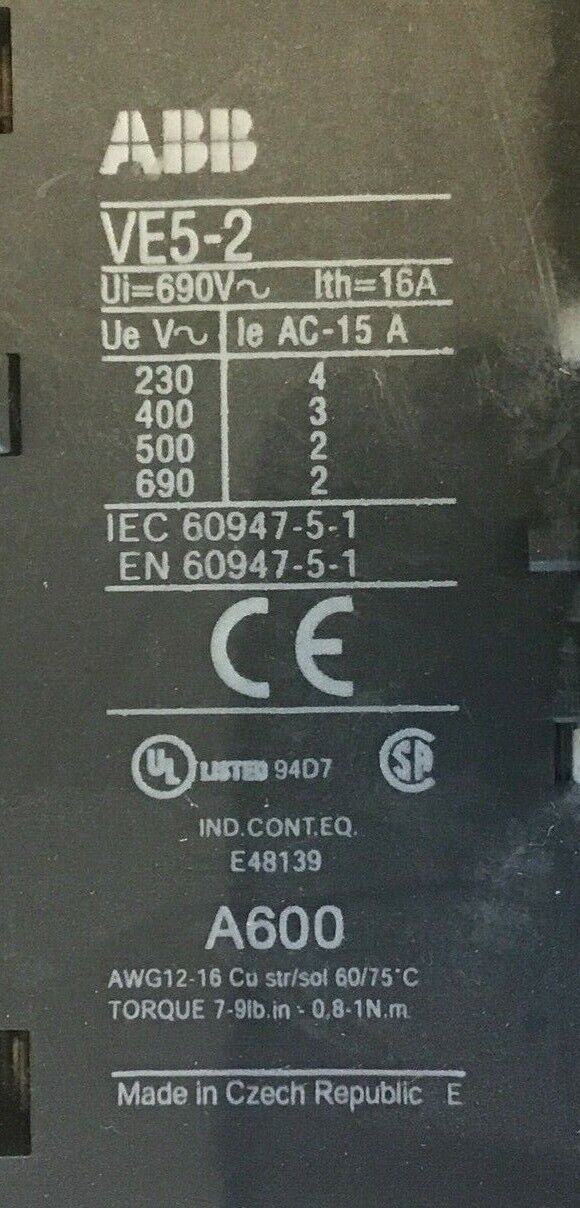 ABB
VE5-2
Ui=690V~ Ith=16A
Ue V~ Ie AC-15 A
230 4
400 3
500 2
690 2
IEC 60947-5-1
EN 60947-5-1
CE
UL LISTED 94D7 SA
IND.CONT.EQ.
E48139
A600
AWG12-16 Cu str/sol 60/75°C
TORQUE 7-9lb.in - 0,8-1N.m
Made in Czech Republic E